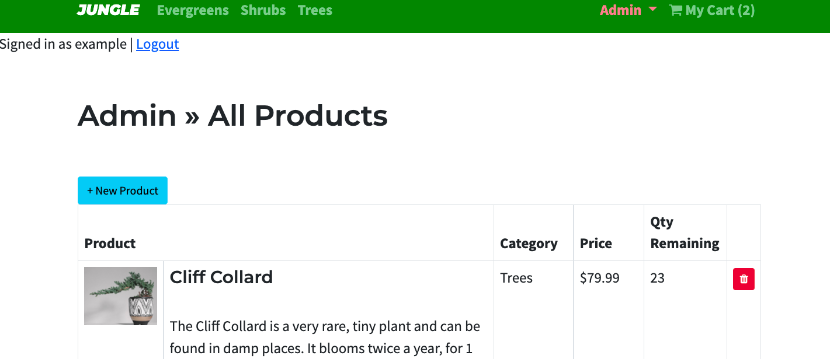 JUNGLE Evergreens Shrubs Trees Admin My Cart (2)
Signed in as example | Logout
Admin » All Products
+ New Product
Product Category Price Qty Remaining
Cliff Collard Trees $79.99 23
The Cliff Collard is a very rare, tiny plant and can be
found in damp places. It blooms twice a year, for 1